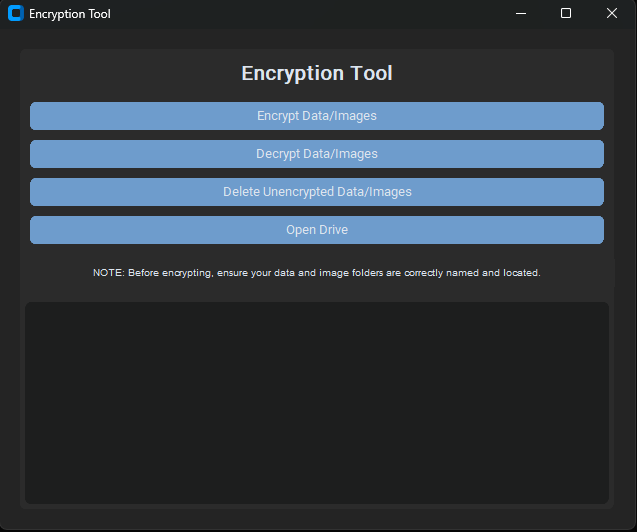 Encryption Tool
Encryption Tool
Encrypt Data/Images
Decrypt Data/Images
Delete Unencrypted Data/Images
Open Drive
NOTE: Before encrypting, ensure your data and image folders are correctly named and located.